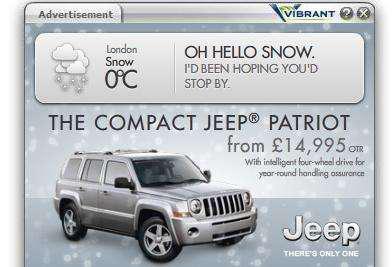 Advertisement
VIBRANT ? X
London
Snow
0°C
OH HELLO SNOW.
I'D BEEN HOPING YOU'D
STOP BY.
THE COMPACT JEEP® PATRIOT
from £14,995 OTR
With intelligent four-wheel drive for
year-round handling assurance
Jeep
THERE'S ONLY ONE